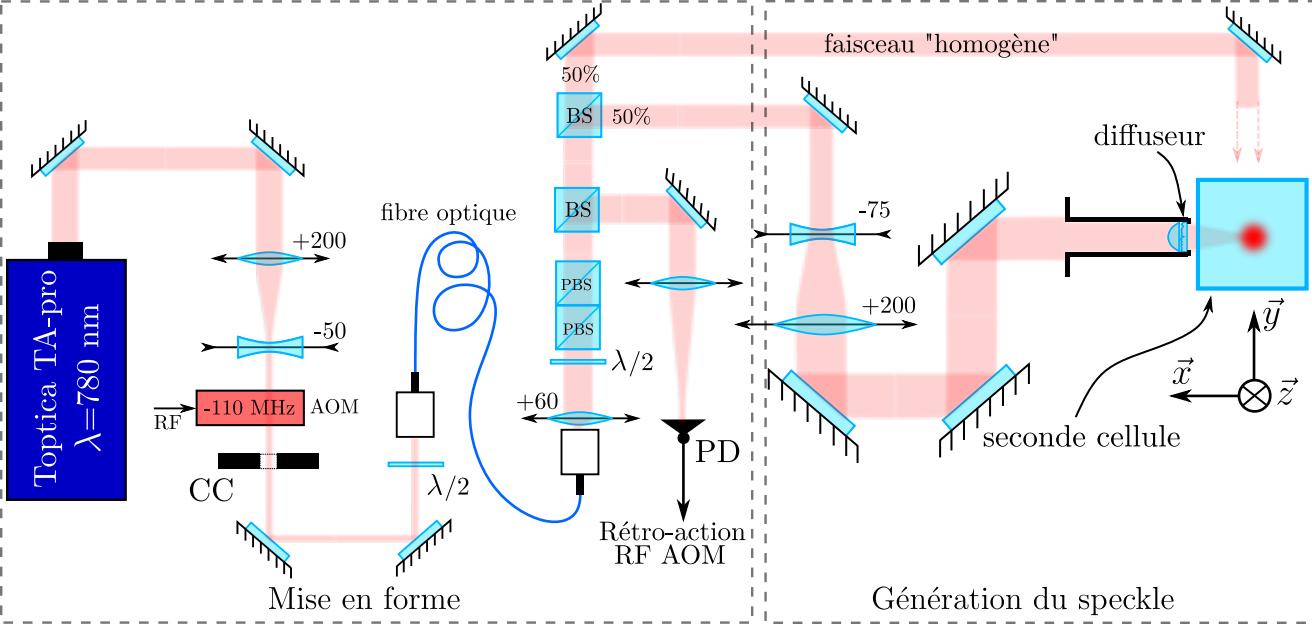 faisceau "homogène"
50%
BS
50%
diffuseur
fibre optique
BS
-75
+200
Toptica TA-pro
λ=780 nm
PBS
+200
-50
PBS
λ/2
y
x
z
-110 MHz
AOM
RF
+60
seconde cellule
PD
CC
λ/2
Rétro-action
RF AOM
Mise en forme
Génération du speckle